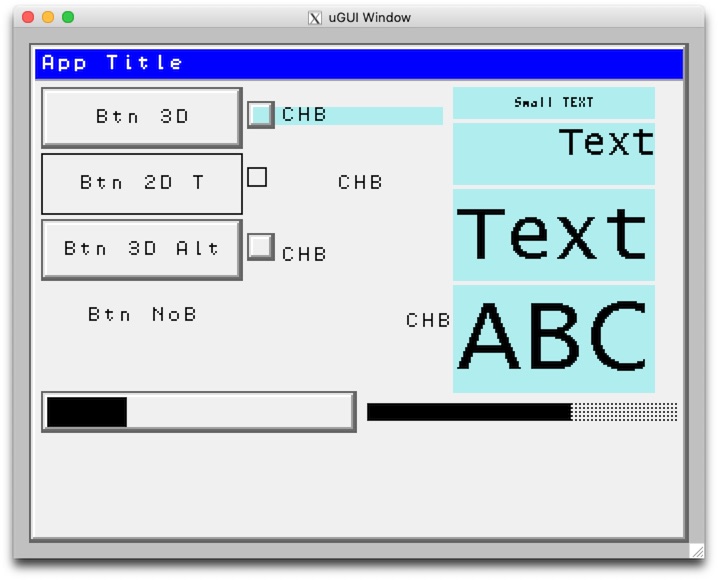 uGUI Window
App Title
Btn 3D
CHB
Small TEXT
Text
Btn 2D T
CHB
Text
Btn 3D Alt
CHB
Btn NoB
CHB
ABC